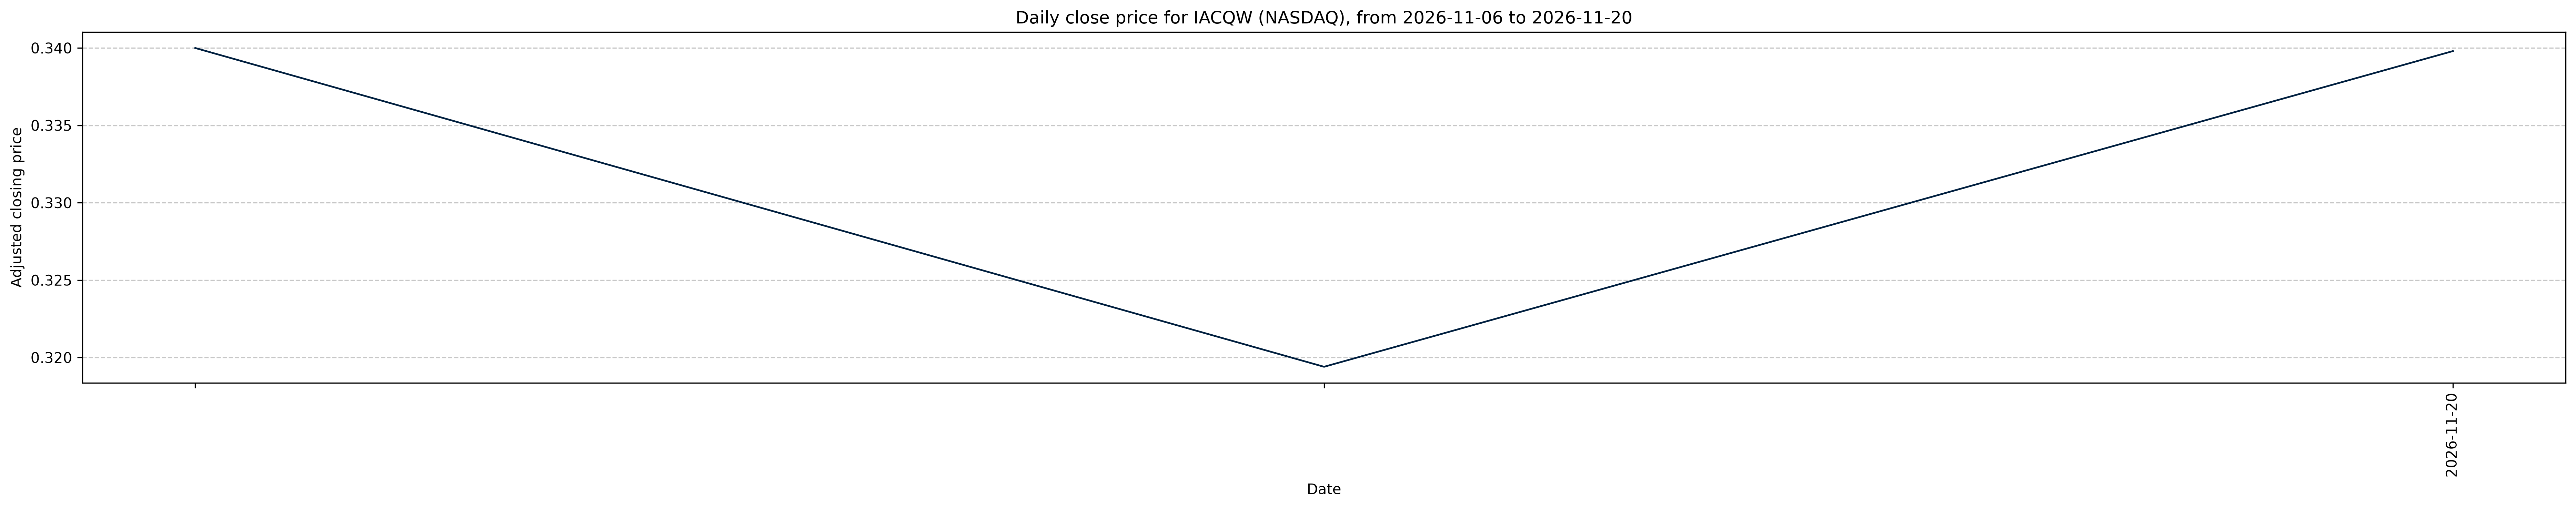 Daily close price for IACQW (NASDAQ), from 2026-11-06 to 2026-11-20
Adjusted closing price
0.340
0.335
0.330
0.325
0.320
2026-11-20
Date